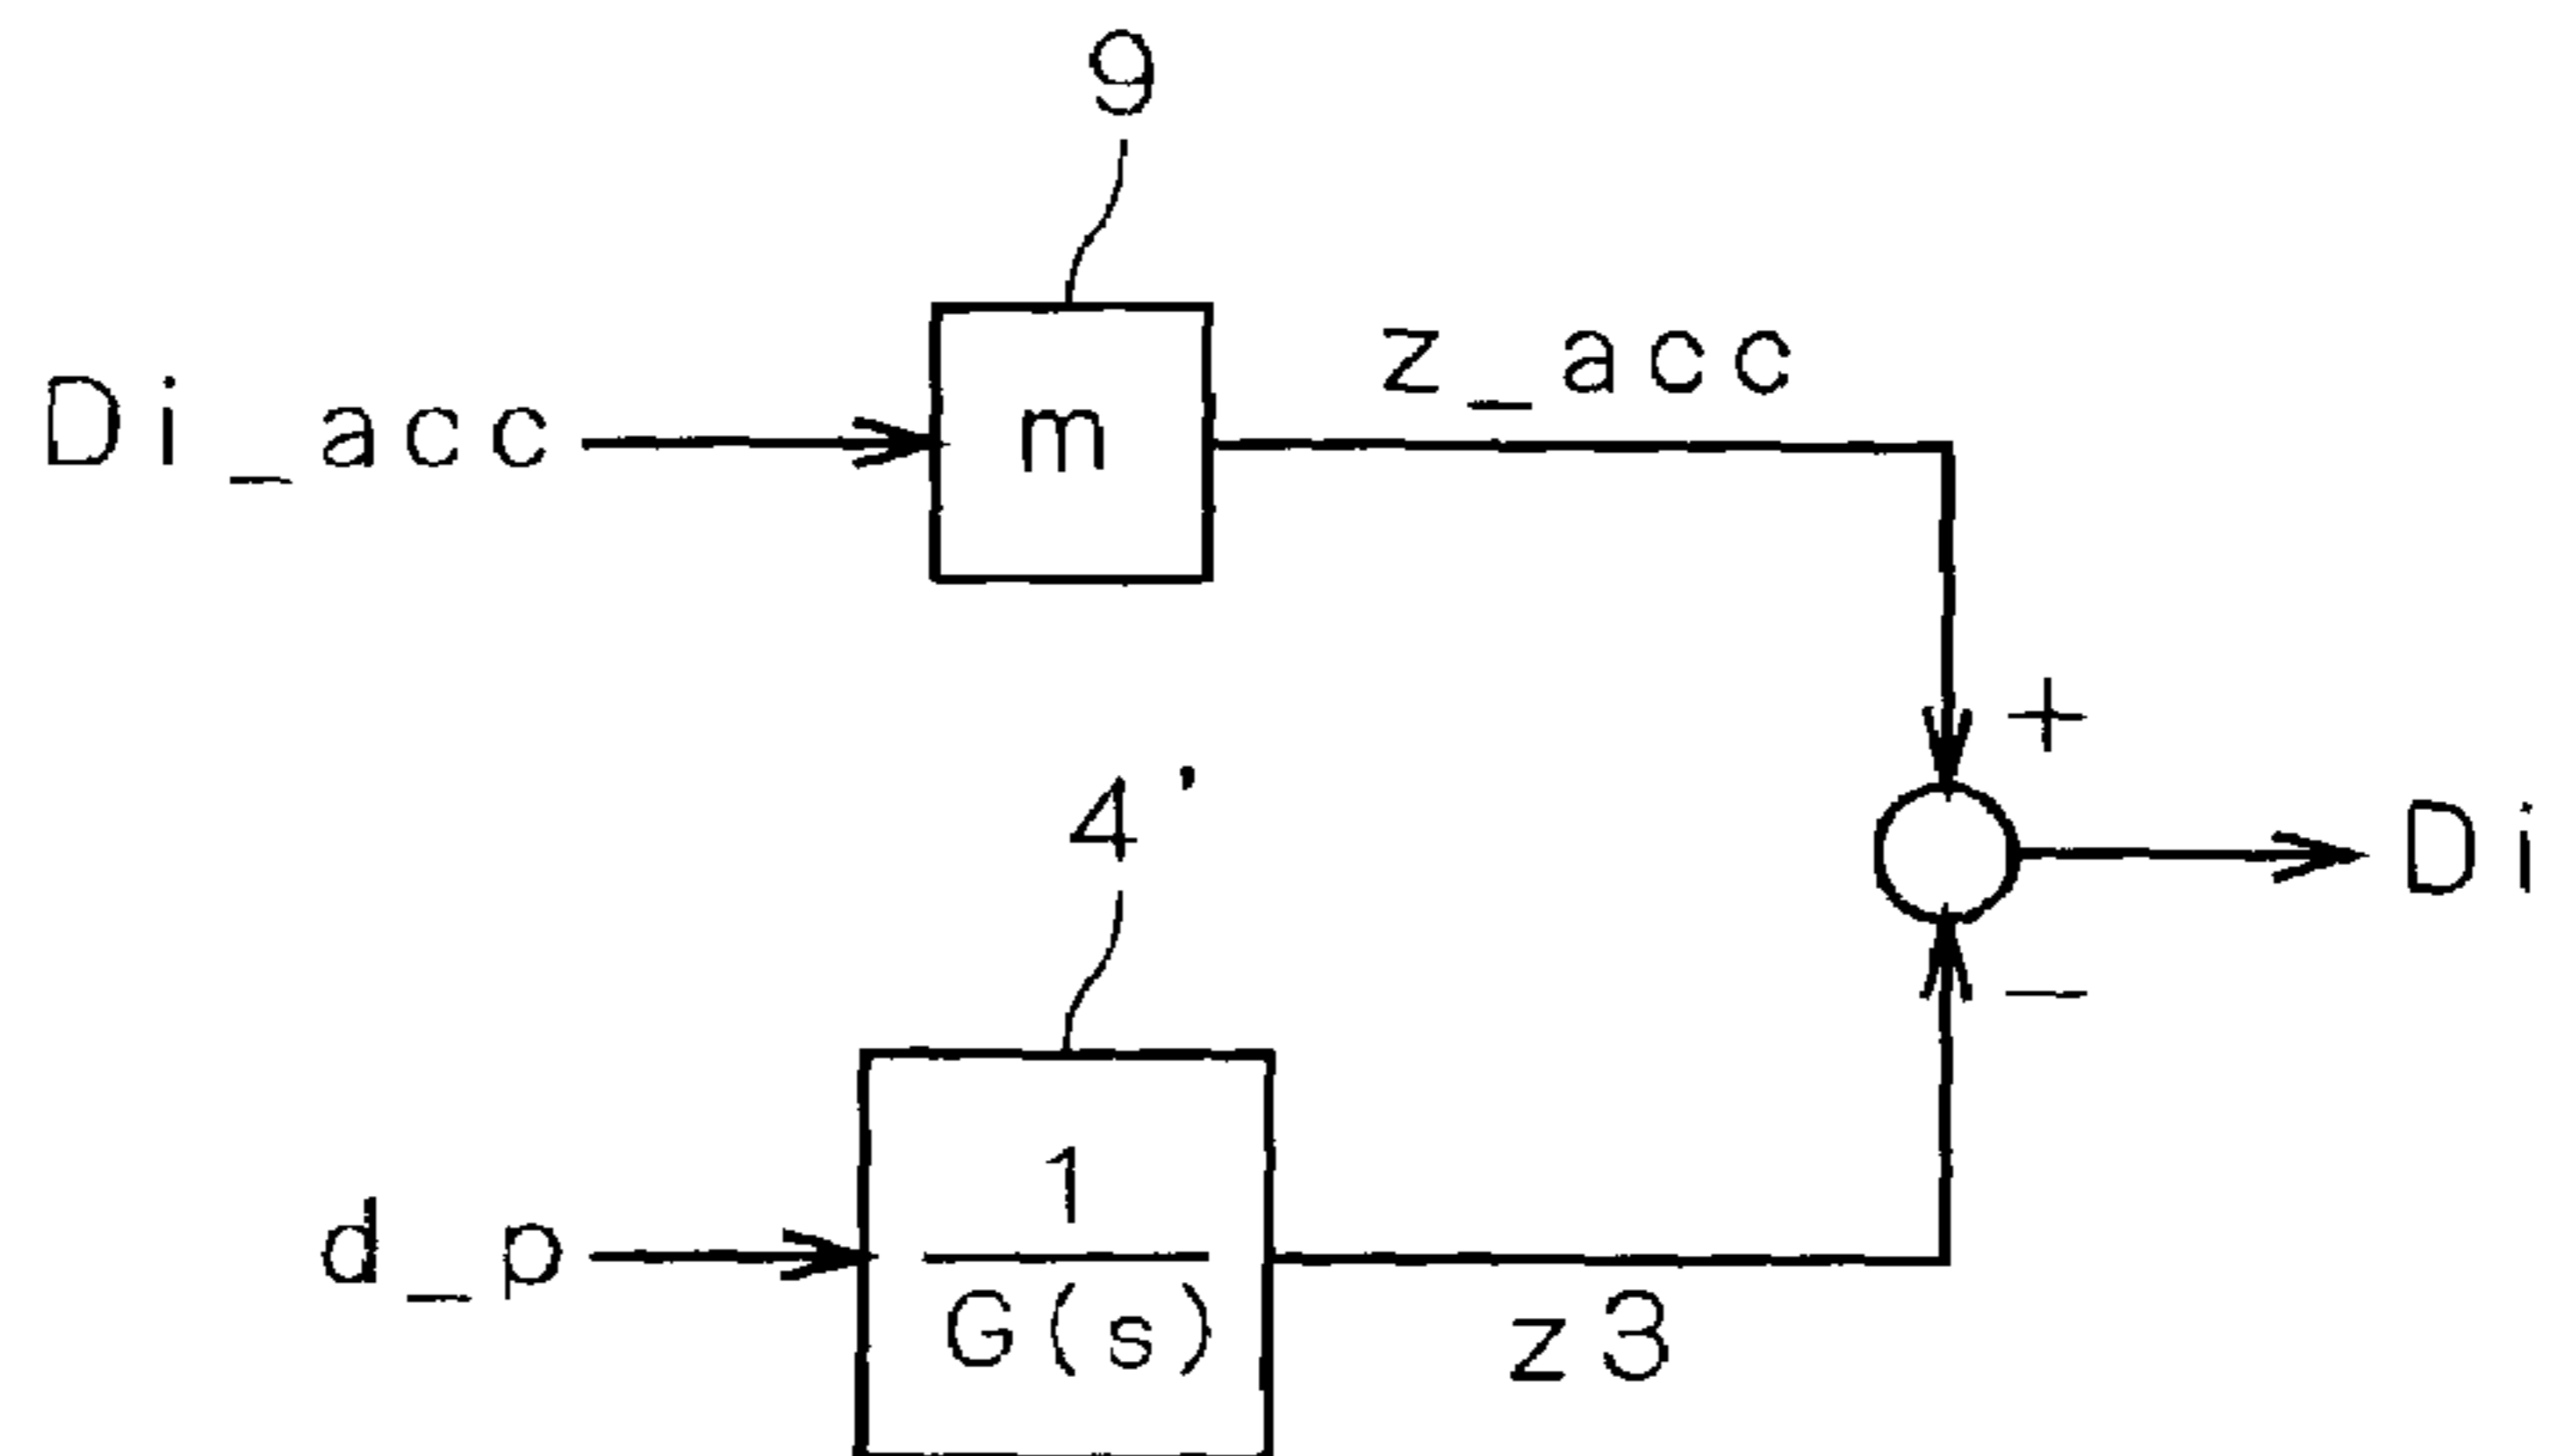 9
z_acc
Di_acc
m
+
4'
Di
−
1
d_p
G(s)
z3